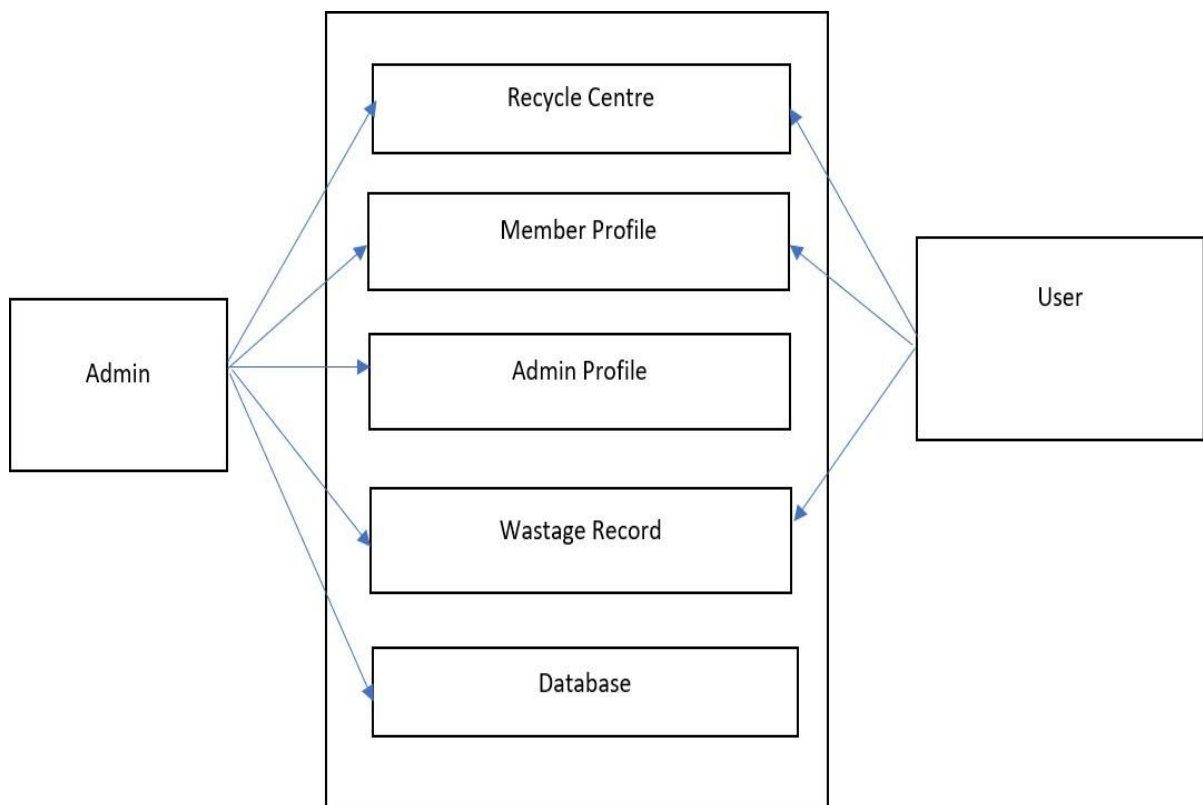 Recycle Centre
Member Profile
Admin Profile
Wastage Record
Database
Admin
User